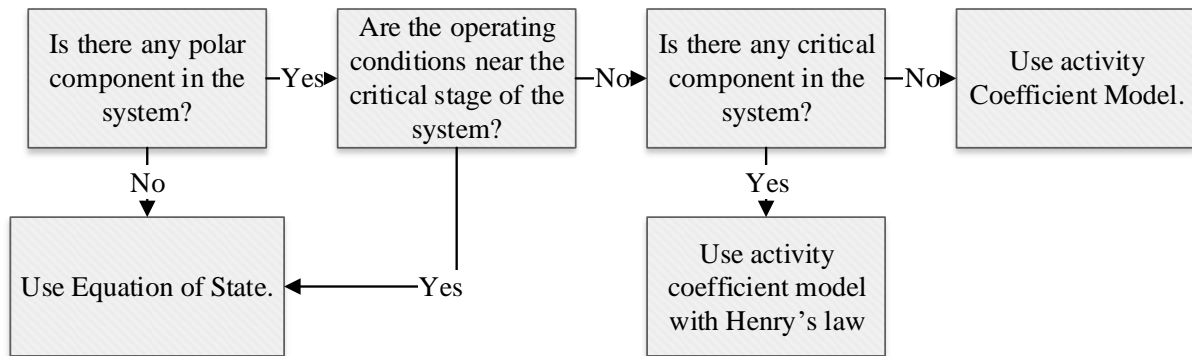 Is there any polar
component in the
system?
Yes
Are the operating
conditions near the
critical stage of the
system?
No
Is there any critical
component in the
system?
No
Use activity
Coefficient Model.
No
Yes
Use Equation of State.
Yes
Use activity
coefficient model
with Henry’s law